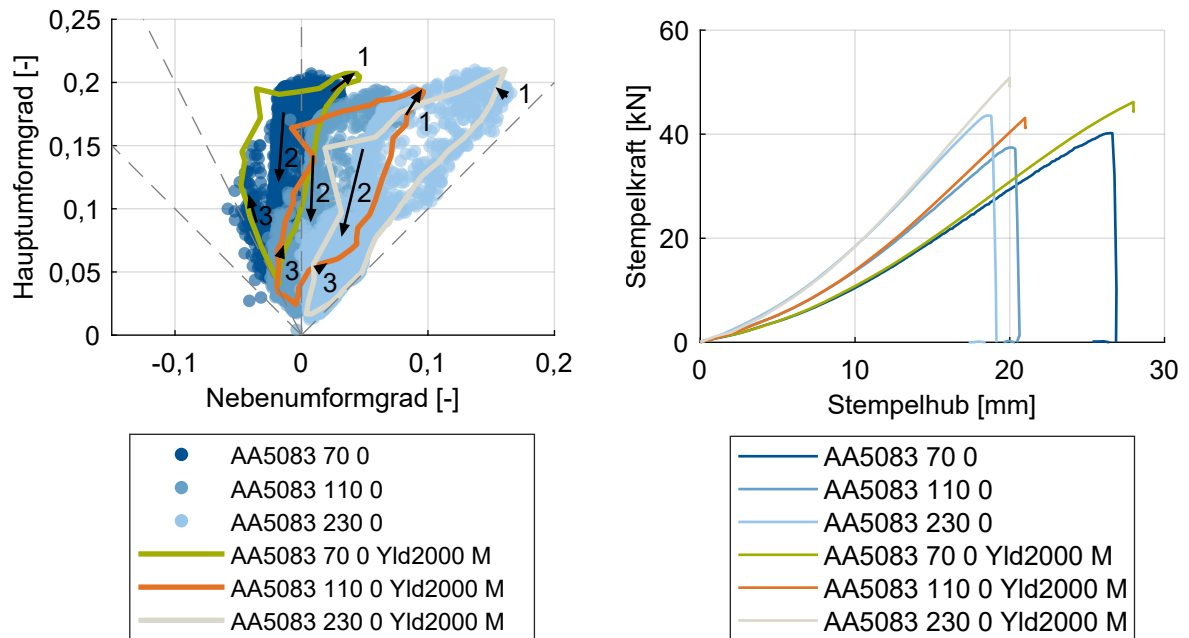 Hauptumformgrad [-]
0,25
0,2
0,15
0,1
0,05
0
-0,1
0
0,1
0,2
Nebenumformgrad [-]
1
1
1
2
2
2
3
3
3
AA5083 70 0
AA5083 110 0
AA5083 230 0
AA5083 70 0 Yld2000 M
AA5083 110 0 Yld2000 M
AA5083 230 0 Yld2000 M
Stempelkraft [kN]
60
40
20
0
0
10
20
30
Stempelhub [mm]
AA5083 70 0
AA5083 110 0
AA5083 230 0
AA5083 70 0 Yld2000 M
AA5083 110 0 Yld2000 M
AA5083 230 0 Yld2000 M